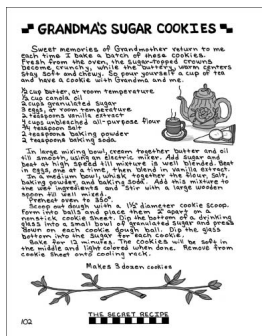 GRANDMA'S SUGAR COOKIES
Sweet memories of Grandmother return to me
each time I bake a batch of these cookies.
Fresh from the oven, the sugar-topped crowns
become crunchy, while the buttery, warm centers
stay soft and chewy. So pour yourself a cup of tea
and have a cookie with Grandma and me.
½ cup butter, at room temperature
½ cup canola oil
2 cups granulated sugar
3 eggs, at room temperature
2 teaspoons vanilla extract
4 cups unbleached all-purpose flour
¾ teaspoon salt
2 teaspoons baking powder
2 teaspoons baking soda
In large mixing bowl, cream together butter and oil
till smooth, using an electric mixer. Add sugar and
beat at high speed till mixture is well blended. Beat
in eggs, one at a time, then blend in vanilla extract.
In a medium bowl, whisk together the flour, salt,
baking powder, and baking soda. Add this mixture to
the wet ingredients and stir with a large wooden
spoon till well mixed.
Preheat oven to 350°.
Scoop out dough with a 1½" diameter cookie scoop.
Form into balls and place them 2" apart on a
nonstick cookie sheet. Dip the bottom of a drinking
glass into a small bowl of granulated sugar and press
down on each cookie dough ball. Dip the glass
bottom into the sugar for each cookie.
Bake for 12 minutes. The cookies will be soft in
the middle and light colored when done. Remove from
cookie sheet onto cooling rack.
Makes 3 dozen cookies
THE SECRET RECIPE
102